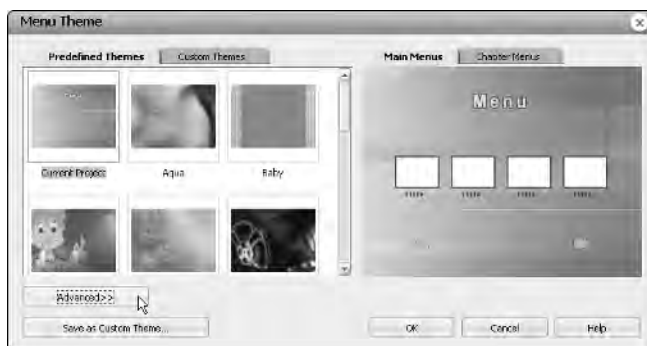 Menu Theme
Predefined Themes
Custom Themes
Main Menus
Chapter Menus
Menu
Current Project
Aqua
Baby
Advanced>>
Save as Custom Theme...
OK
Cancel
Help